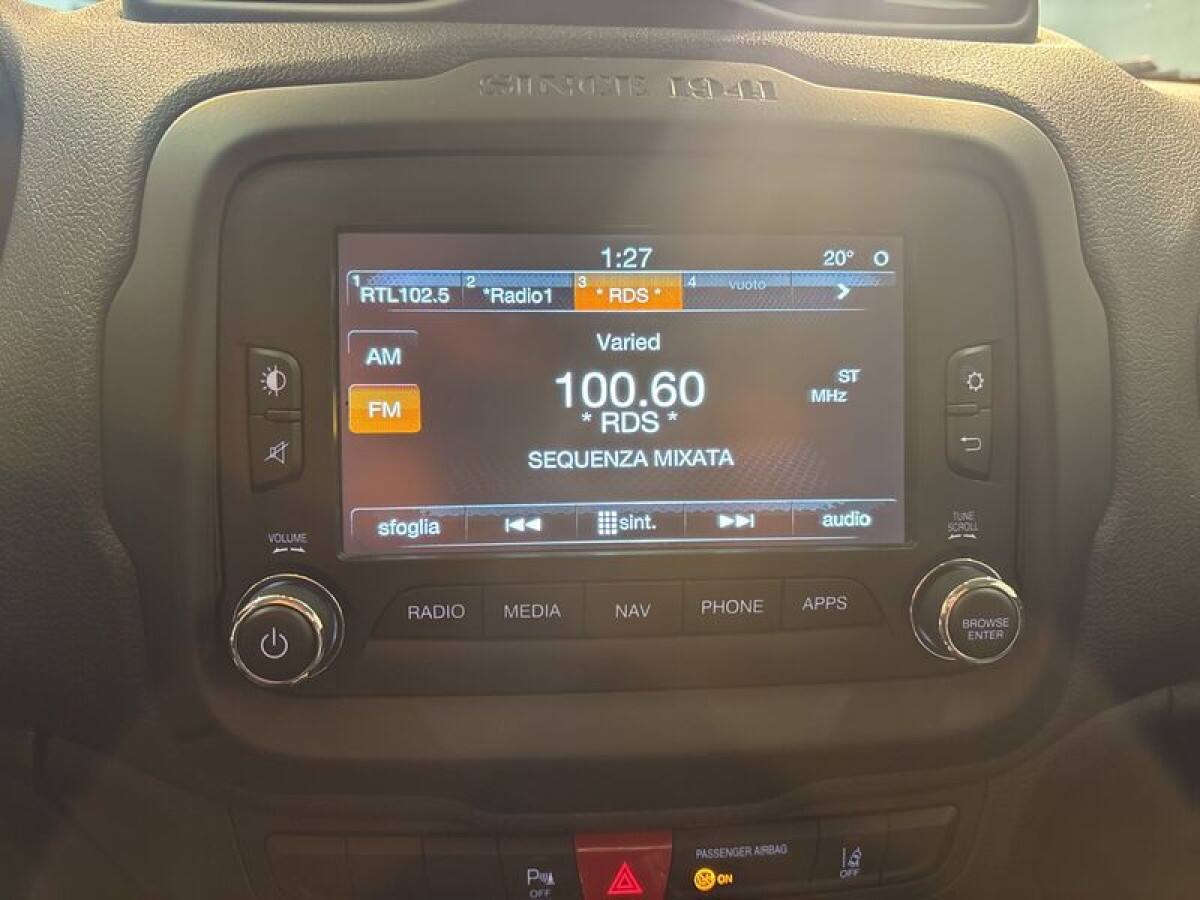 SINCE 1941
1:27 20° O
1 RTL102.5 2 *Radio1 3 * RDS * 4 vuoto
AM
Varied
FM
100.60
ST
MHz
* RDS *
SEQUENZA MIXATA
sfoglia sint. audio
VOLUME
TUNE
SCROLL
RADIO MEDIA NAV PHONE APPS
BROWSE
ENTER
PASSENGER AIRBAG
P OFF
ON
OFF